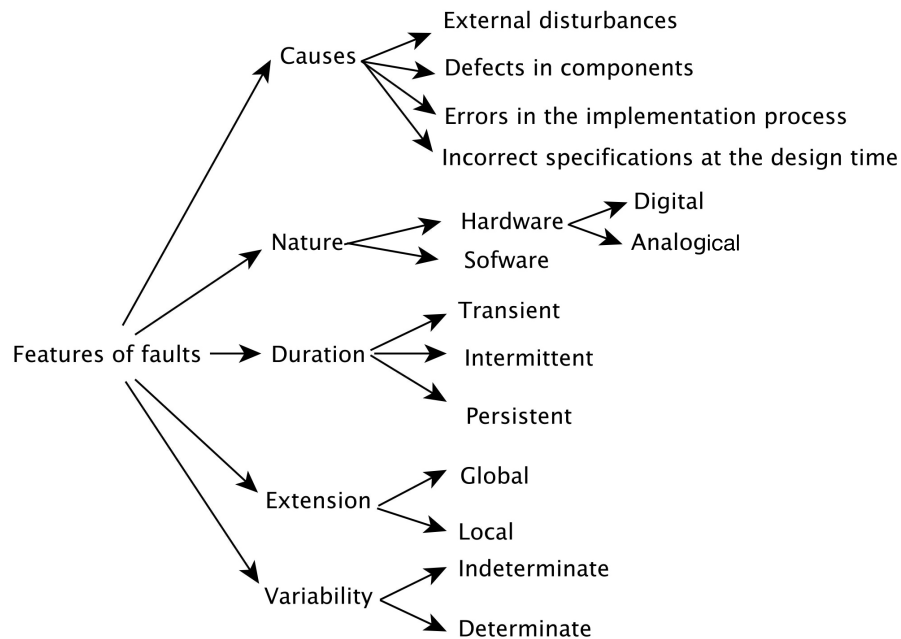 External disturbances
Causes
Defects in components
Errors in the implementation process
Incorrect specifications at the design time
Digital
Hardware
Nature
Analogical
Sofware
Transient
Features of faults
Duration
Intermittent
Persistent
Global
Extension
Local
Indeterminate
Variability
Determinate